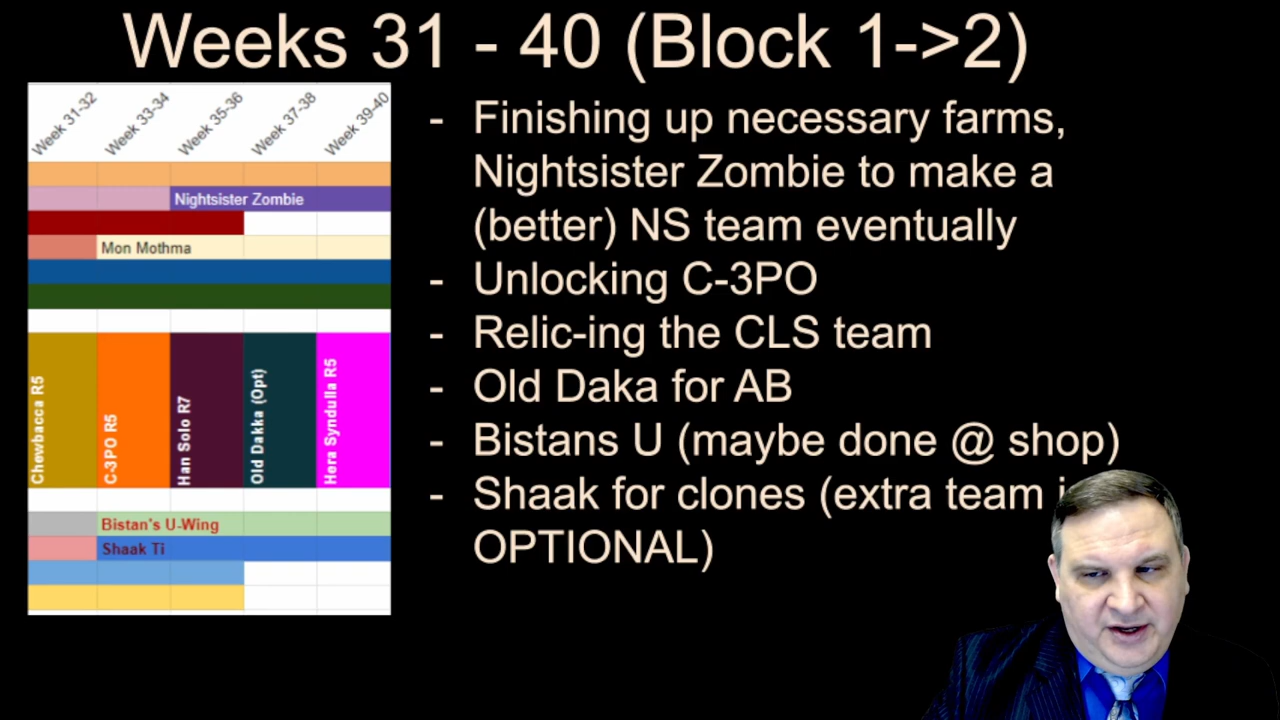 Weeks 31 - 40 (Block 1->2)
Week 31-32
Week 33-34
Week 35-36
Week 37-38
Week 39-40
Nightsister Zombie
Mon Mothma
Chewbacca R5
C-3PO R5
Han Solo R7
Old Dakka (Opt)
Hera Syndulla R5
Bistan's U-Wing
Shaak Ti
- Finishing up necessary farms,
Nightsister Zombie to make a
(better) NS team eventually
- Unlocking C-3PO
- Relic-ing the CLS team
- Old Daka for AB
- Bistans U (maybe done @ shop)
- Shaak for clones (extra team
OPTIONAL)